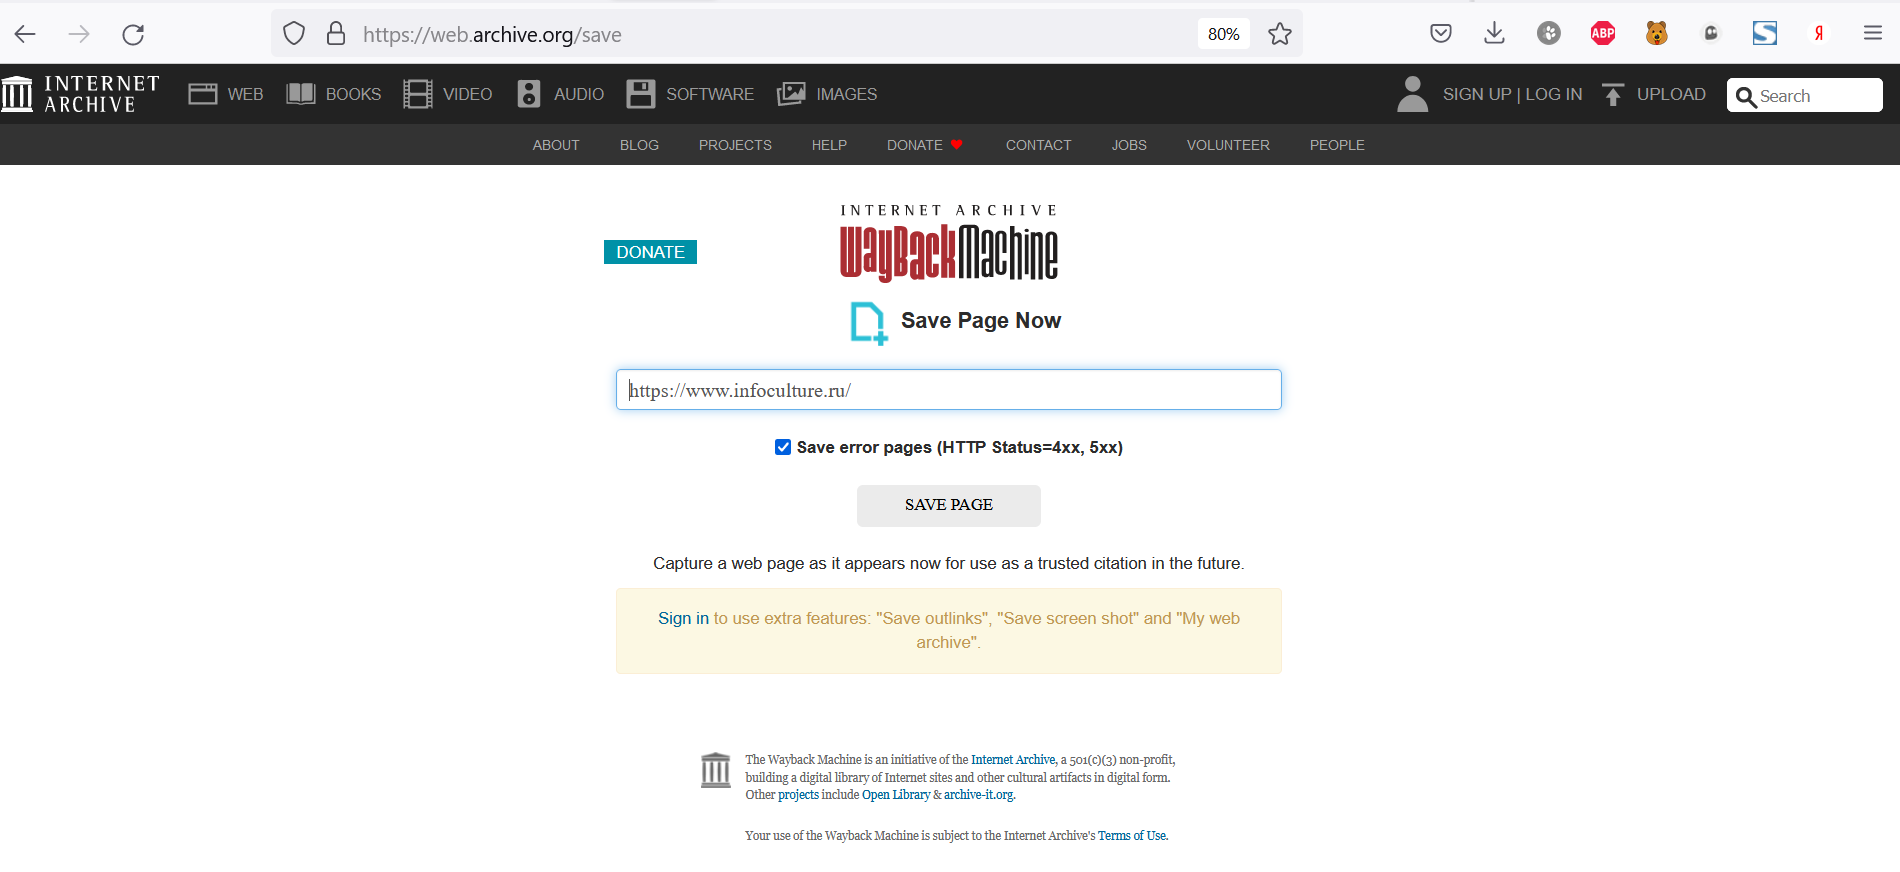 https://web.archive.org/save
80%
ABP
S
Я
INTERNET ARCHIVE
WEB
BOOKS
VIDEO
AUDIO
SOFTWARE
IMAGES
SIGN UP | LOG IN
UPLOAD
Search
ABOUT
BLOG
PROJECTS
HELP
DONATE
CONTACT
JOBS
VOLUNTEER
PEOPLE
INTERNET ARCHIVE
WayBackMachine
DONATE
Save Page Now
https://www.infoculture.ru/
Save error pages (HTTP Status=4xx, 5xx)
SAVE PAGE
Capture a web page as it appears now for use as a trusted citation in the future.
Sign in to use extra features: "Save outlinks", "Save screen shot" and "My web
archive".
The Wayback Machine is an initiative of the Internet Archive, a 501(c)(3) non-profit,
building a digital library of Internet sites and other cultural artifacts in digital form.
Other projects include Open Library & archive-it.org.
Your use of the Wayback Machine is subject to the Internet Archive's Terms of Use.